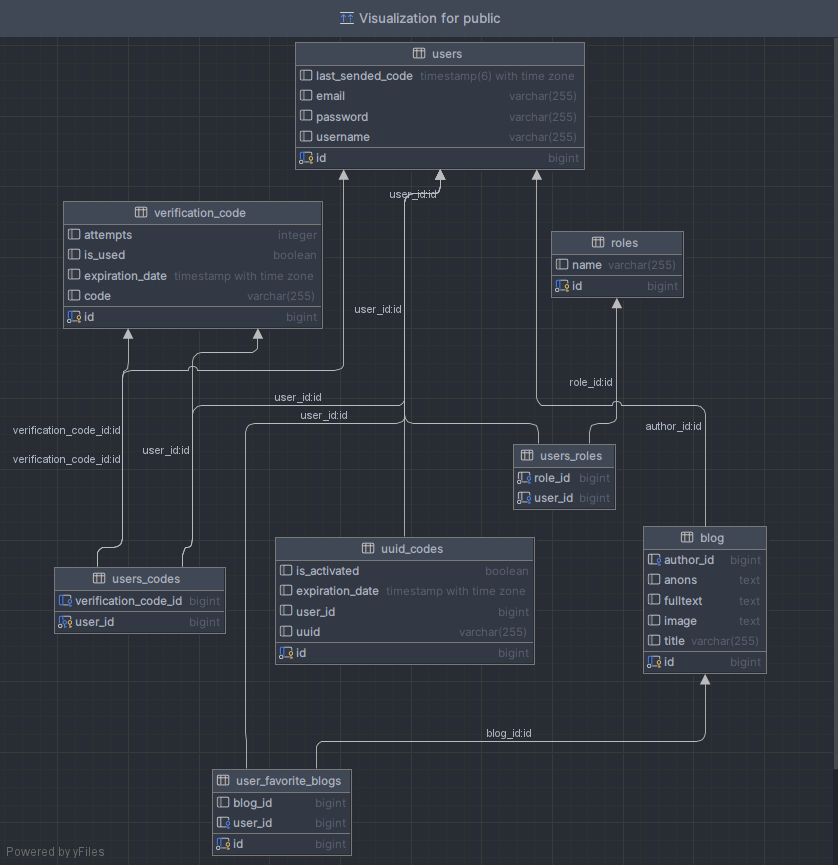 Visualization for public
users
last_sended_code timestamp(6) with time zone
email varchar(255)
password varchar(255)
username varchar(255)
id bigint
user_id:id
verification_code
attempts integer
is_used boolean
expiration_date timestamp with time zone
code varchar(255)
id bigint
roles
name varchar(255)
id bigint
user_id:id
role_id:id
user_id:id
user_id:id
author_id:id
verification_code_id:id
user_id:id
verification_code_id:id
users_roles
role_id bigint
user_id bigint
blog
author_id bigint
anons text
fulltext text
image text
title varchar(255)
id bigint
uuid_codes
is_activated boolean
expiration_date timestamp with time zone
user_id bigint
uuid varchar(255)
id bigint
users_codes
verification_code_id bigint
user_id bigint
blog_id:id
user_favorite_blogs
blog_id bigint
user_id bigint
id bigint
Powered by yFiles